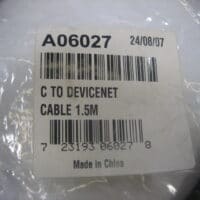 A06027 24/08/07
C TO DEVICENET
CABLE 1.5M
7 23193 06027 8
Made in China